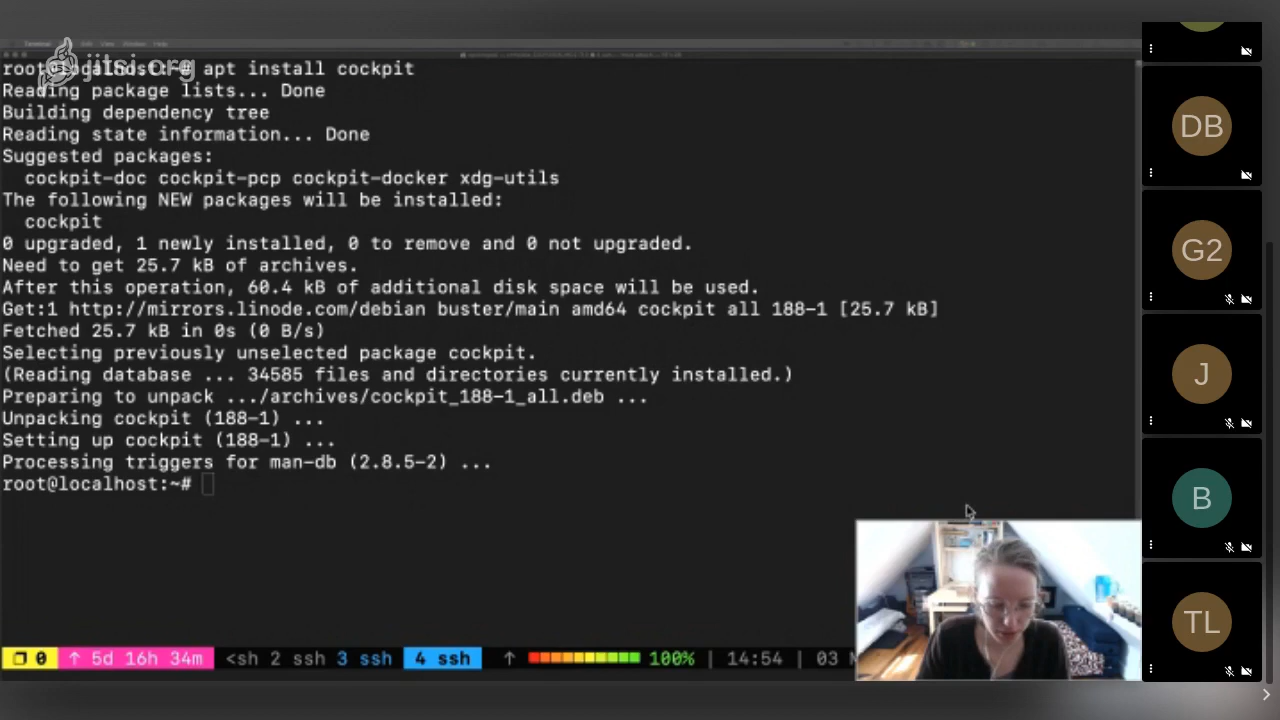 jitsi.org
root@localhost:~# apt install cockpit
Reading package lists... Done
Building dependency tree
Reading state information... Done
Suggested packages:
cockpit-doc cockpit-pcp cockpit-docker xdg-utils
The following NEW packages will be installed:
cockpit
0 upgraded, 1 newly installed, 0 to remove and 0 not upgraded.
Need to get 25.7 kB of archives.
After this operation, 60.4 kB of additional disk space will be used.
Get:1 http://mirrors.linode.com/debian buster/main amd64 cockpit all 188-1 [25.7 kB]
Fetched 25.7 kB in 0s (0 B/s)
Selecting previously unselected package cockpit.
(Reading database ... 34585 files and directories currently installed.)
Preparing to unpack .../archives/cockpit_188-1_all.deb ...
Unpacking cockpit (188-1) ...
Setting up cockpit (188-1) ...
Processing triggers for man-db (2.8.5-2) ...
root@localhost:~#
0 ↑ 5d 16h 34m <sh 2 ssh 3 ssh 4 ssh ↑ 100% | 14:54 | 03
DB
G2
J
B
TL